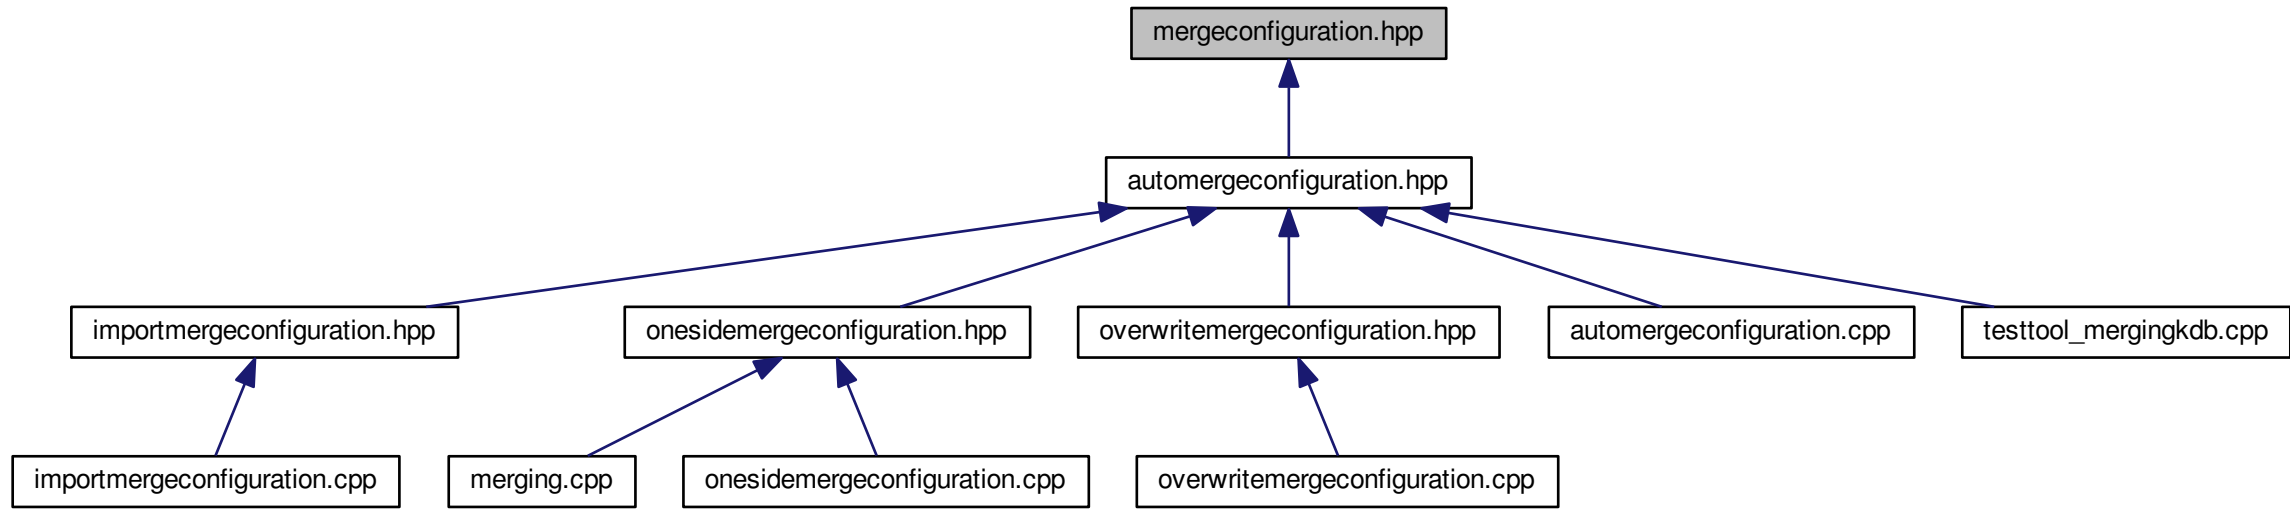 mergeconfiguration.hpp
automergeconfiguration.hpp
importmergeconfiguration.hpp
onesidemergeconfiguration.hpp
overwritemergeconfiguration.hpp
automergeconfiguration.cpp
testtool_mergingkdb.cpp
importmergeconfiguration.cpp
merging.cpp
onesidemergeconfiguration.cpp
overwritemergeconfiguration.cpp